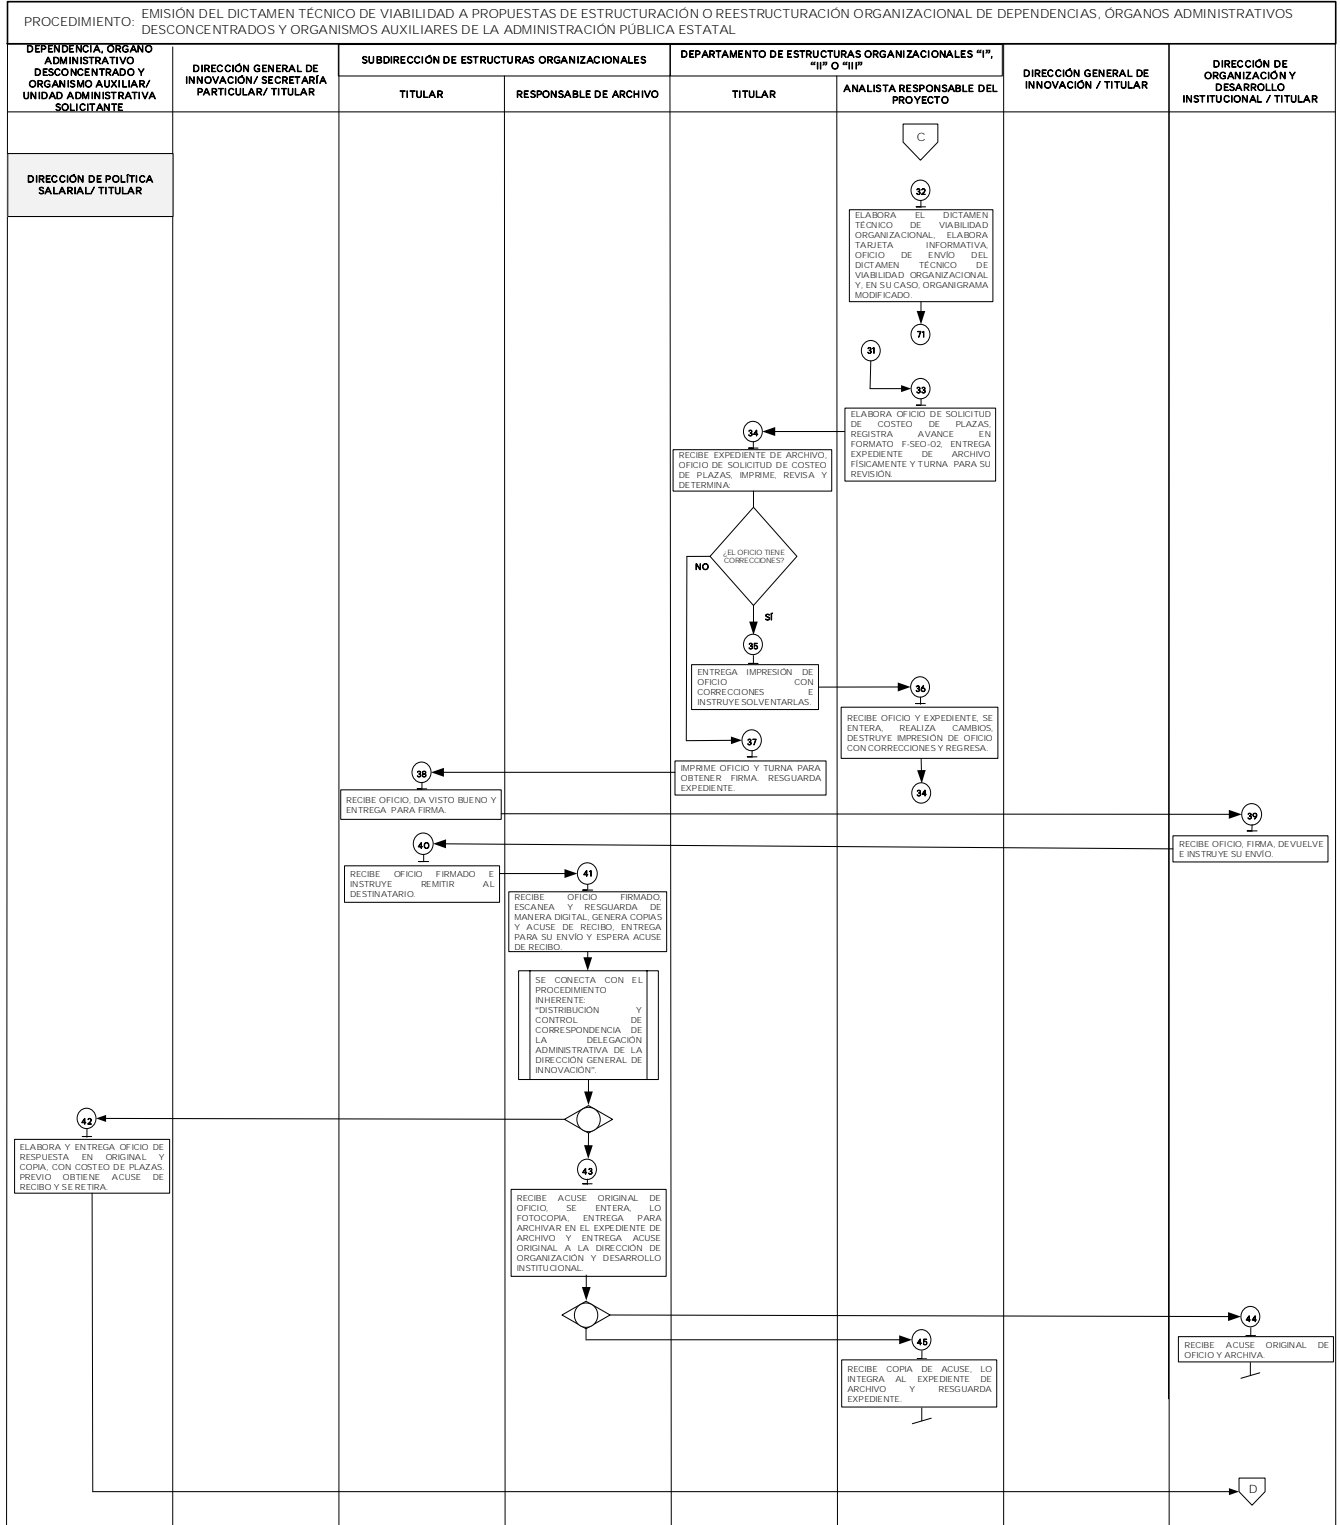 PROCEDIMIENTO:
EMISIÓN DEL DICTAMEN TÉCNICO DE VIABILIDAD A PROPUESTAS DE ESTRUCTURACIÓN O REESTRUCTURACIÓN ORGANIZACIONAL DE DEPENDENCIAS, ÓRGANOS ADMINISTRATIVOS
DESCONCENTRADOS Y ORGANISMOS AUXILIARES DE LA ADMINISTRACIÓN PÚBLICA ESTATAL
DEPENDENCIA, ÓRGANO
ADMINISTRATIVO
DESCONCENTRADO Y
ORGANISMO AUXILIAR/
UNIDAD ADMINISTRATIVA
SOLICITANTE
DIRECCIÓN GENERAL DE
INNOVACIÓN/ SECRETARÍA
PARTICULAR/ TITULAR
SUBDIRECCIÓN DE ESTRUCTURAS ORGANIZACIONALES
TITULAR
RESPONSABLE DE ARCHIVO
DEPARTAMENTO DE ESTRUCTURAS ORGANIZACIONALES “I”,
“II” O “III”
TITULAR
ANALISTA RESPONSABLE DEL
PROYECTO
DIRECCIÓN GENERAL DE
INNOVACIÓN / TITULAR
DIRECCIÓN DE
ORGANIZACIÓN Y
DESARROLLO
INSTITUCIONAL / TITULAR
C
DIRECCIÓN DE POLÍTICA
SALARIAL/ TITULAR
32
ELABORA EL DICTAMEN
TÉCNICO DE VIABILIDAD
ORGANIZACIONAL, ELABORA
TARJETA INFORMATIVA,
OFICIO DE ENVÍO DEL
DICTAMEN TÉCNICO DE
VIABILIDAD ORGANIZACIONAL
Y, EN SU CASO, ORGANIGRAMA
MODIFICADO.
71
31
33
ELABORA OFICIO DE SOLICITUD
DE COSTEO DE PLAZAS,
REGISTRA AVANCE EN
FORMATO F-SEO-02, ENTREGA
EXPEDIENTE DE ARCHIVO
FÍSICAMENTE Y TURNA PARA SU
REVISIÓN.
34
RECIBE EXPEDIENTE DE ARCHIVO,
OFICIO DE SOLICITUD DE COSTEO
DE PLAZAS, IMPRIME, REVISA Y
DETERMINA:
¿EL OFICIO TIENE
CORRECCIONES?
NO
SÍ
35
ENTREGA IMPRESIÓN DE
OFICIO CON
CORRECCIONES E
INSTRUYE SOLVENTARLAS.
36
RECIBE OFICIO Y EXPEDIENTE, SE
ENTERA, REALIZA CAMBIOS,
DESTRUYE IMPRESIÓN DE OFICIO
CON CORRECCIONES Y REGRESA.
34
37
IMPRIME OFICIO Y TURNA PARA
OBTENER FIRMA. RESGUARDA
EXPEDIENTE.
38
RECIBE OFICIO, DA VISTO BUENO Y
ENTREGA PARA FIRMA.
39
RECIBE OFICIO, FIRMA, DEVUELVE
E INSTRUYE SU ENVÍO.
40
RECIBE OFICIO FIRMADO E
INSTRUYE REMITIR AL
DESTINATARIO.
41
RECIBE OFICIO FIRMADO,
ESCANEA Y RESGUARDA DE
MANERA DIGITAL, GENERA COPIAS
Y ACUSE DE RECIBO, ENTREGA
PARA SU ENVÍO Y ESPERA ACUSE
DE RECIBO.
SE CONECTA CON EL
PROCEDIMIENTO
INHERENTE:
“DISTRIBUCIÓN Y
CONTROL DE
CORRESPONDENCIA DE
LA DELEGACIÓN
ADMINISTRATIVA DE LA
DIRECCIÓN GENERAL DE
INNOVACIÓN”.
42
ELABORA Y ENTREGA OFICIO DE
RESPUESTA EN ORIGINAL Y
COPIA, CON COSTEO DE PLAZAS.
PREVIO OBTIENE ACUSE DE
RECIBO Y SE RETIRA.
43
RECIBE ACUSE ORIGINAL DE
OFICIO, SE ENTERA, LO
FOTOCOPIA, ENTREGA PARA
ARCHIVAR EN EL EXPEDIENTE DE
ARCHIVO Y ENTREGA ACUSE
ORIGINAL A LA DIRECCIÓN DE
ORGANIZACIÓN Y DESARROLLO
INSTITUCIONAL.
44
RECIBE ACUSE ORIGINAL DE
OFICIO Y ARCHIVA.
45
RECIBE COPIA DE ACUSE, LO
INTEGRA AL EXPEDIENTE DE
ARCHIVO Y RESGUARDA
EXPEDIENTE.
D